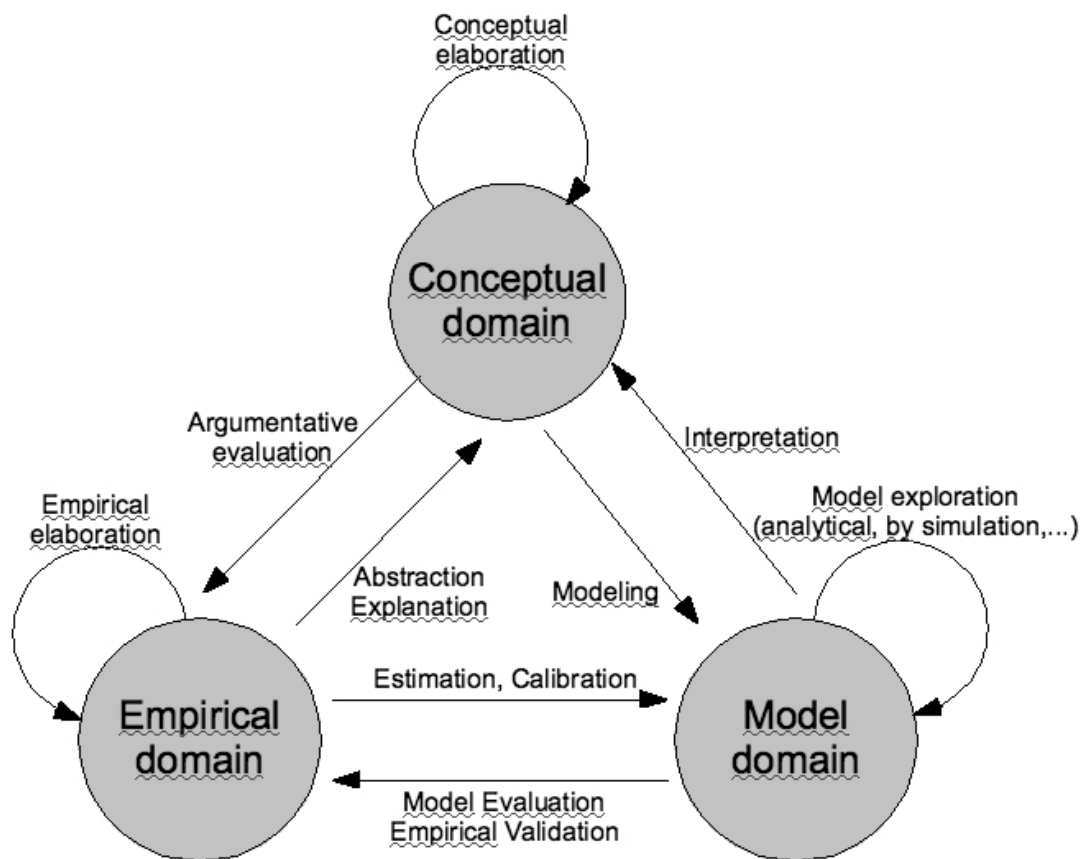 Conceptual
elaboration
Conceptual
domain
Argumentative
evaluation
Interpretation
Empirical
elaboration
Model exploration
(analytical, by simulation,...)
Abstraction
Explanation
Modeling
Estimation, Calibration
Empirical
domain
Model
domain
Model Evaluation
Empirical Validation